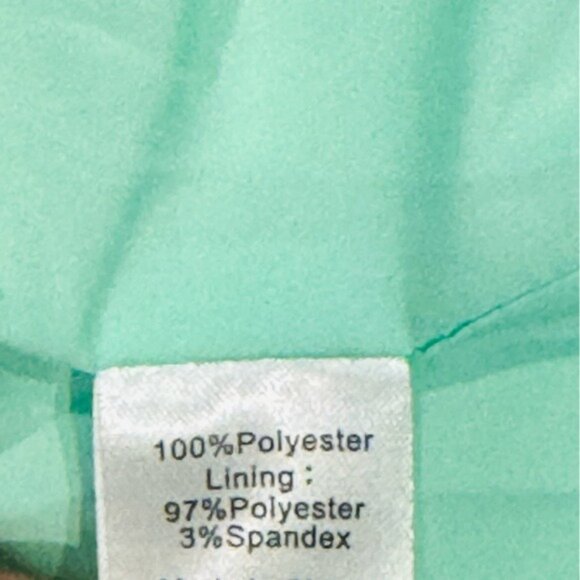 100%Polyester
Lining :
97%Polyester
3%Spandex